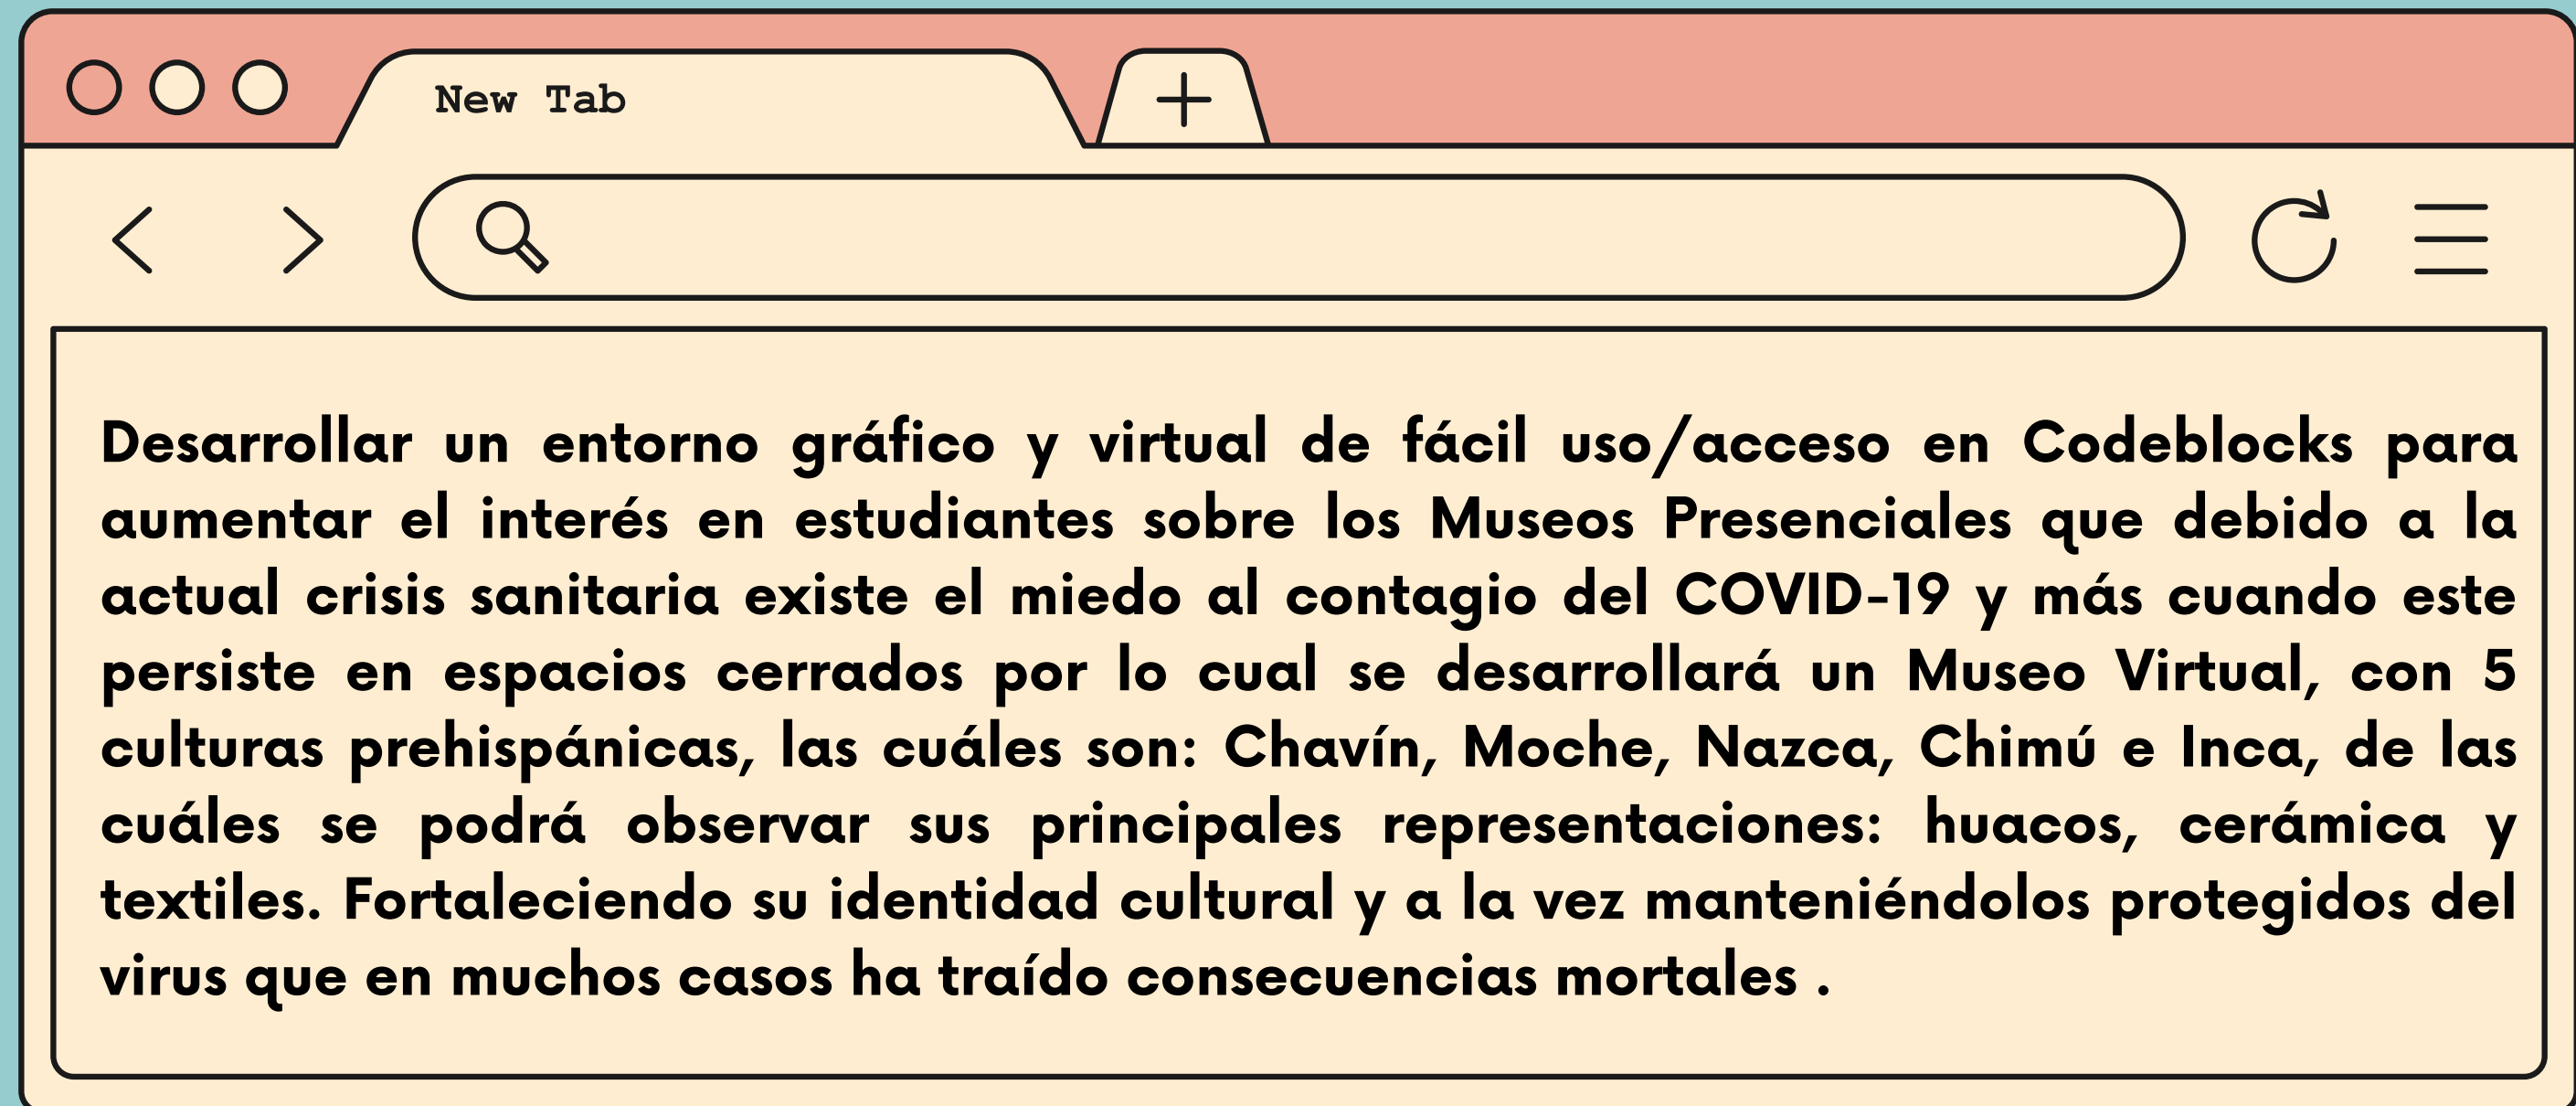 New Tab
Desarrollar un entorno gráfico y virtual de fácil uso/acceso en Codeblocks para
aumentar el interés en estudiantes sobre los Museos Presenciales que debido a la
actual crisis sanitaria existe el miedo al contagio del COVID-19 y más cuando este
persiste en espacios cerrados por lo cual se desarrollará un Museo Virtual, con 5
culturas prehispánicas, las cuáles son: Chavín, Moche, Nazca, Chimú e Inca, de las
cuáles se podrá observar sus principales representaciones: huacos, cerámica y
textiles. Fortaleciendo su identidad cultural y a la vez manteniéndolos protegidos del
virus que en muchos casos ha traído consecuencias mortales .